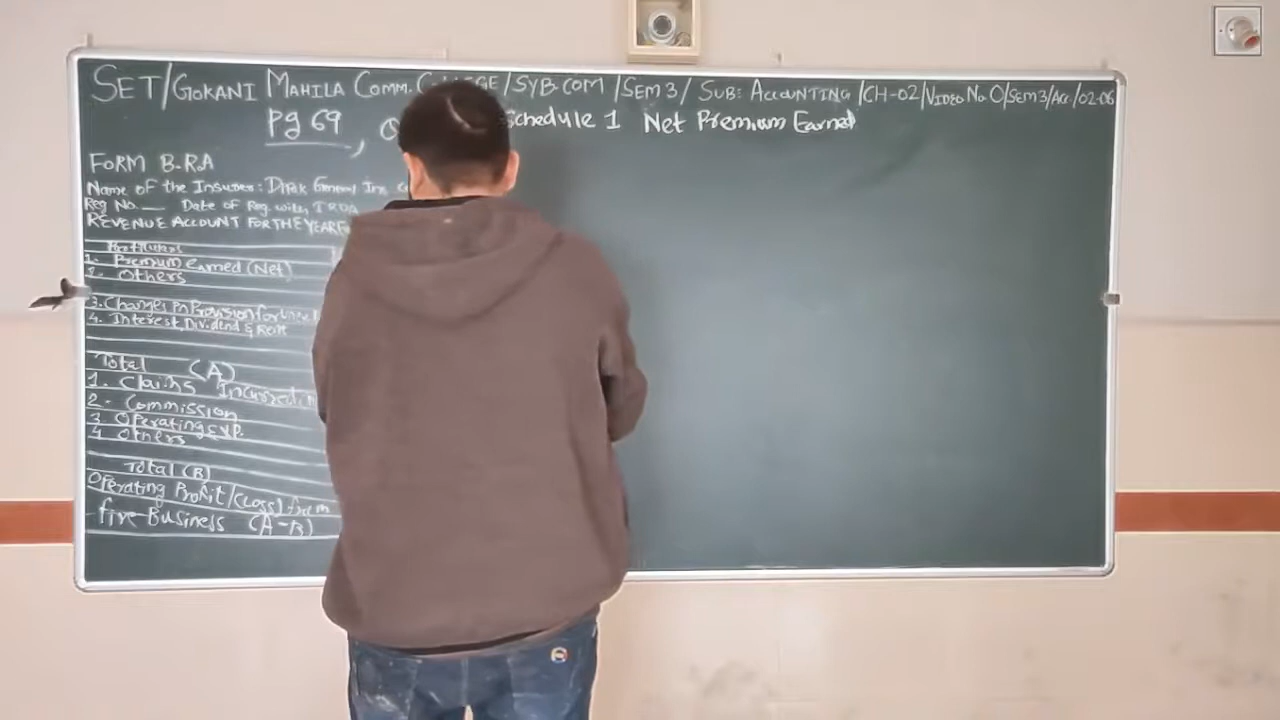 SET/GOKANI MAHILA COMM. C GE/SYB.COM/SEM 3/ SUB: ACCOUNTING/CH-02/VIDEO NO. 0/SEM3/Acc/02-06
Pg 69, Schedule 1 Net Premium Earned
FORM B-RA
Name of the Insurer: Dipak General Ins.
Reg No. ___ Date of Reg. with IRDA
REVENUE ACCOUNT FOR THE YEAR
Particulars
1. Premium earned (Net)
2. Others
3. Changes in Provision for
4. Interest, Dividend & Rent
Total (A)
1. Claims Incurred
2. Commission
3 Operating Exp.
4 Others
Total (B)
Operating Profit/(Loss) from
fire Business (A-B)